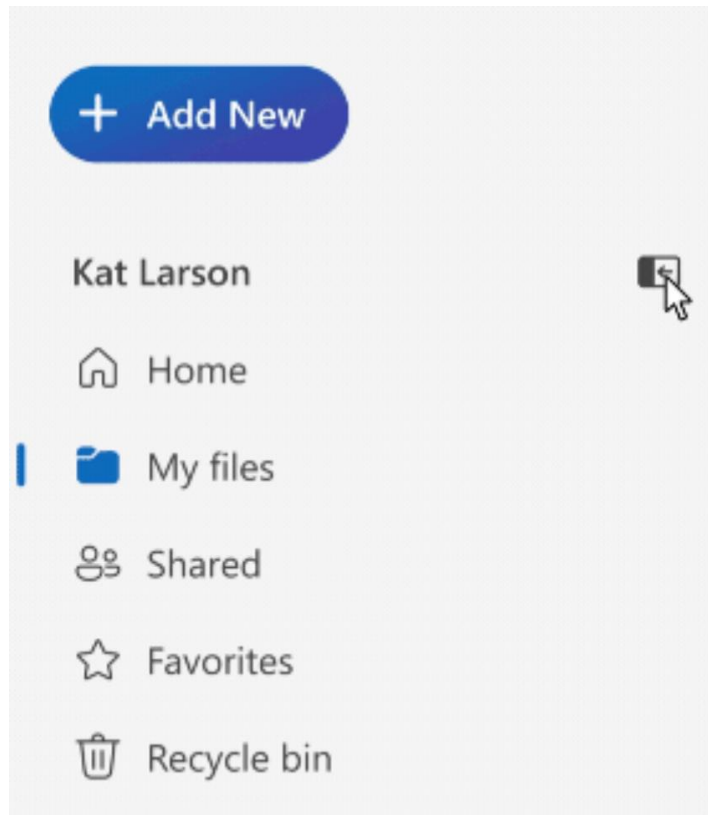 Add New
Kat Larson
Home
My files
Shared
Favorites
Recycle bin